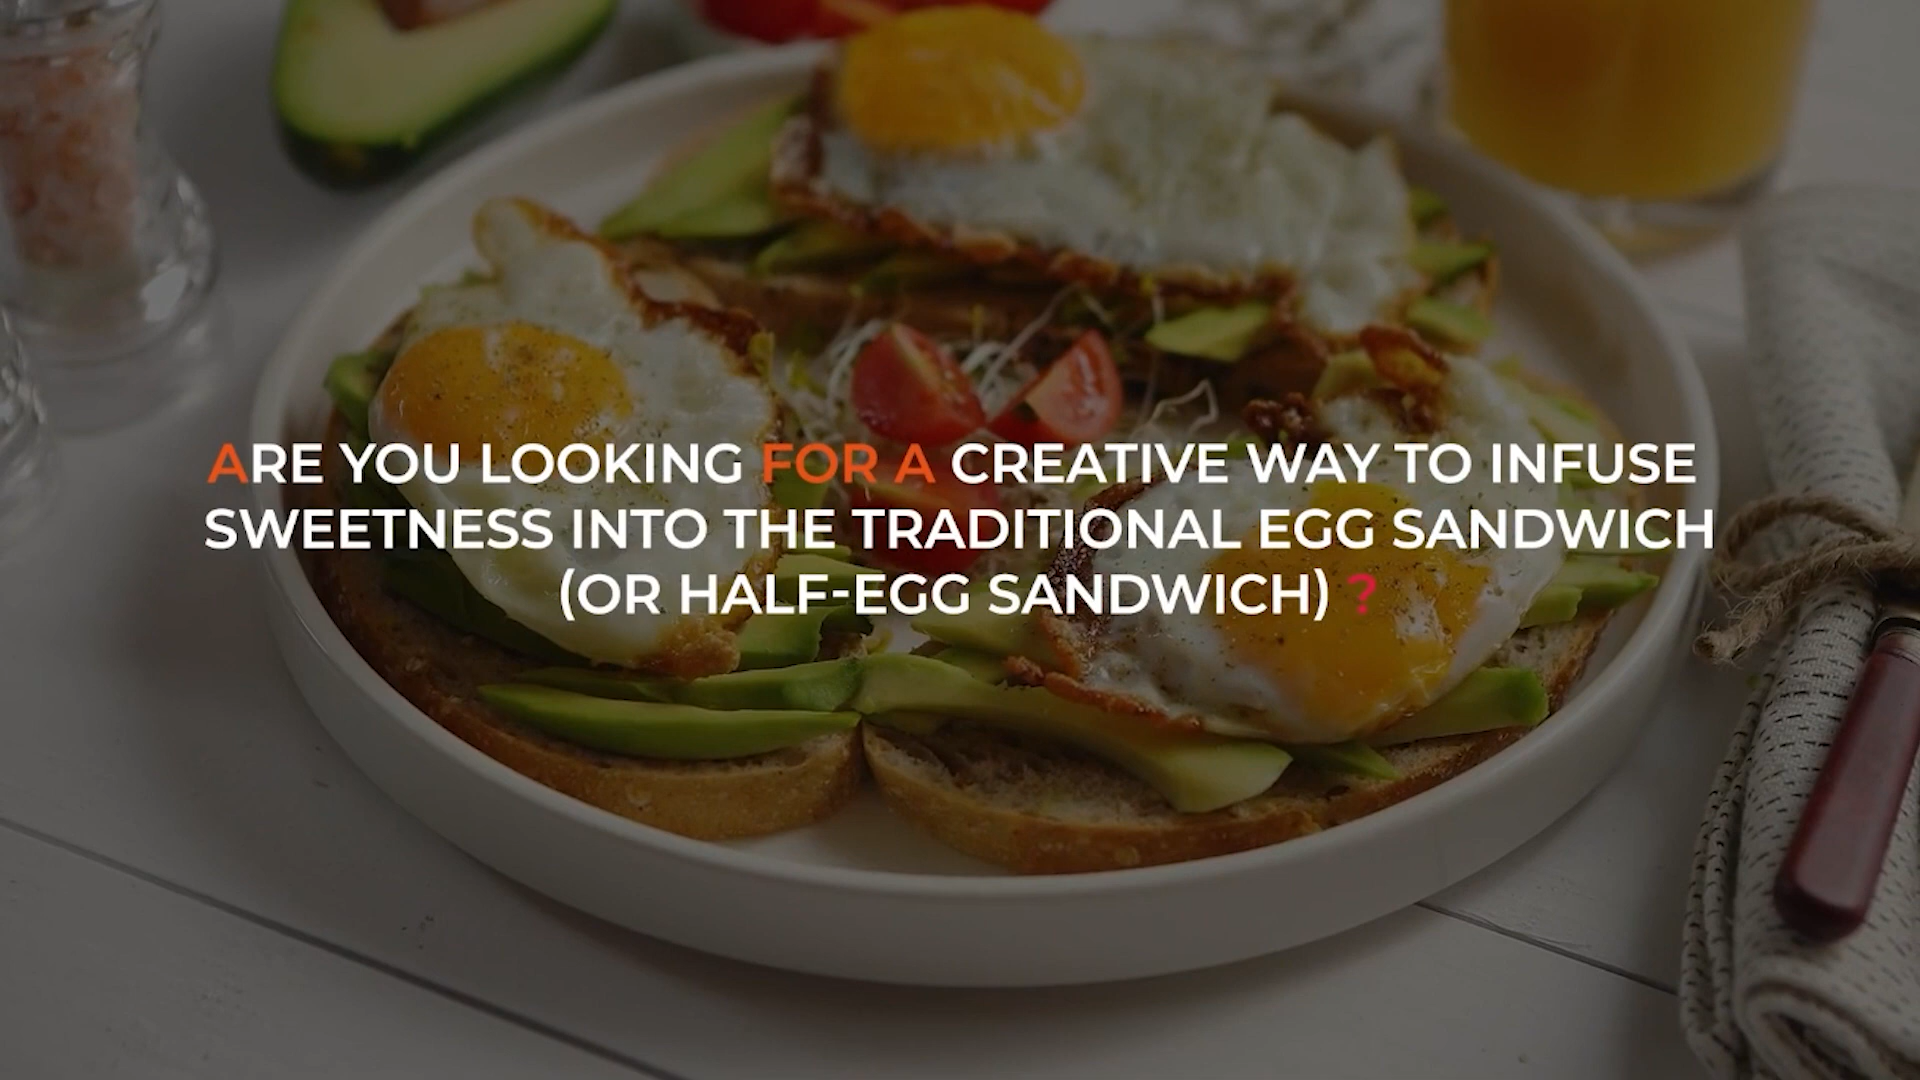 ARE YOU LOOKING FOR A CREATIVE WAY TO INFUSE
SWEETNESS INTO THE TRADITIONAL EGG SANDWICH
(OR HALF-EGG SANDWICH) ?